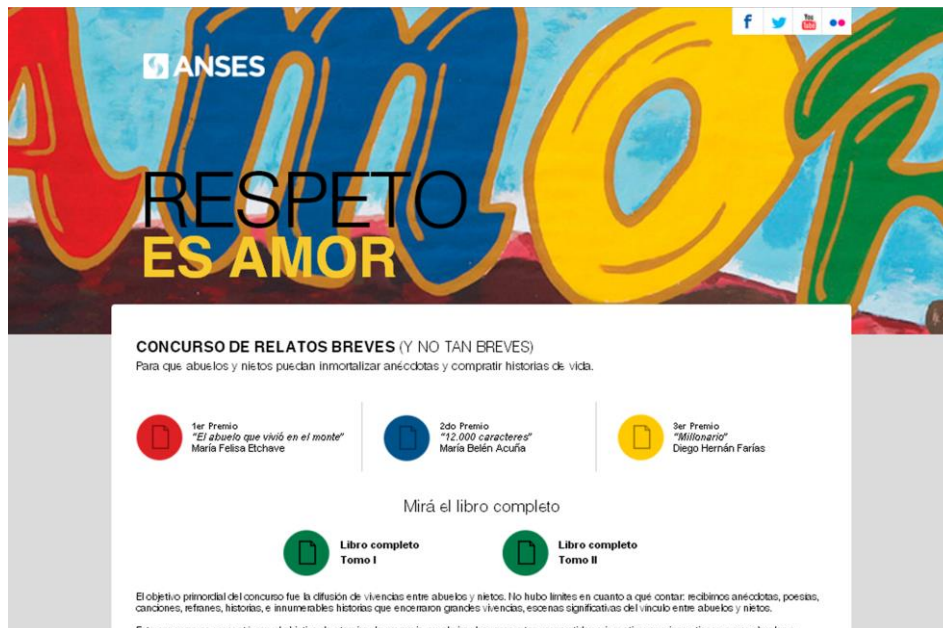 f
You
Tube
ANSES
AMOR
RESPETO
ES AMOR
CONCURSO DE RELATOS BREVES (Y NO TAN BREVES)
Para que abuelos y nietos puedan inmortalizar anécdotas y compratir historias de vida.
1er Premio
"El abuelo que vivió en el monte"
María Felisa Etchave
2do Premio
"12.000 caracteres"
María Belén Acuña
3er Premio
"Millonario"
Diego Hernán Farías
Mirá el libro completo
Libro completo
Tomo I
Libro completo
Tomo II
El objetivo primordial del concurso fue la difusión de vivencias entre abuelos y nietos. No hubo límites en cuanto a qué contar: recibimos anécdotas, poesías,
canciones, refranes, historias, e innumerables historias que encerraron grandes vivencias, escenas significativas del vínculo entre abuelos y nietos.